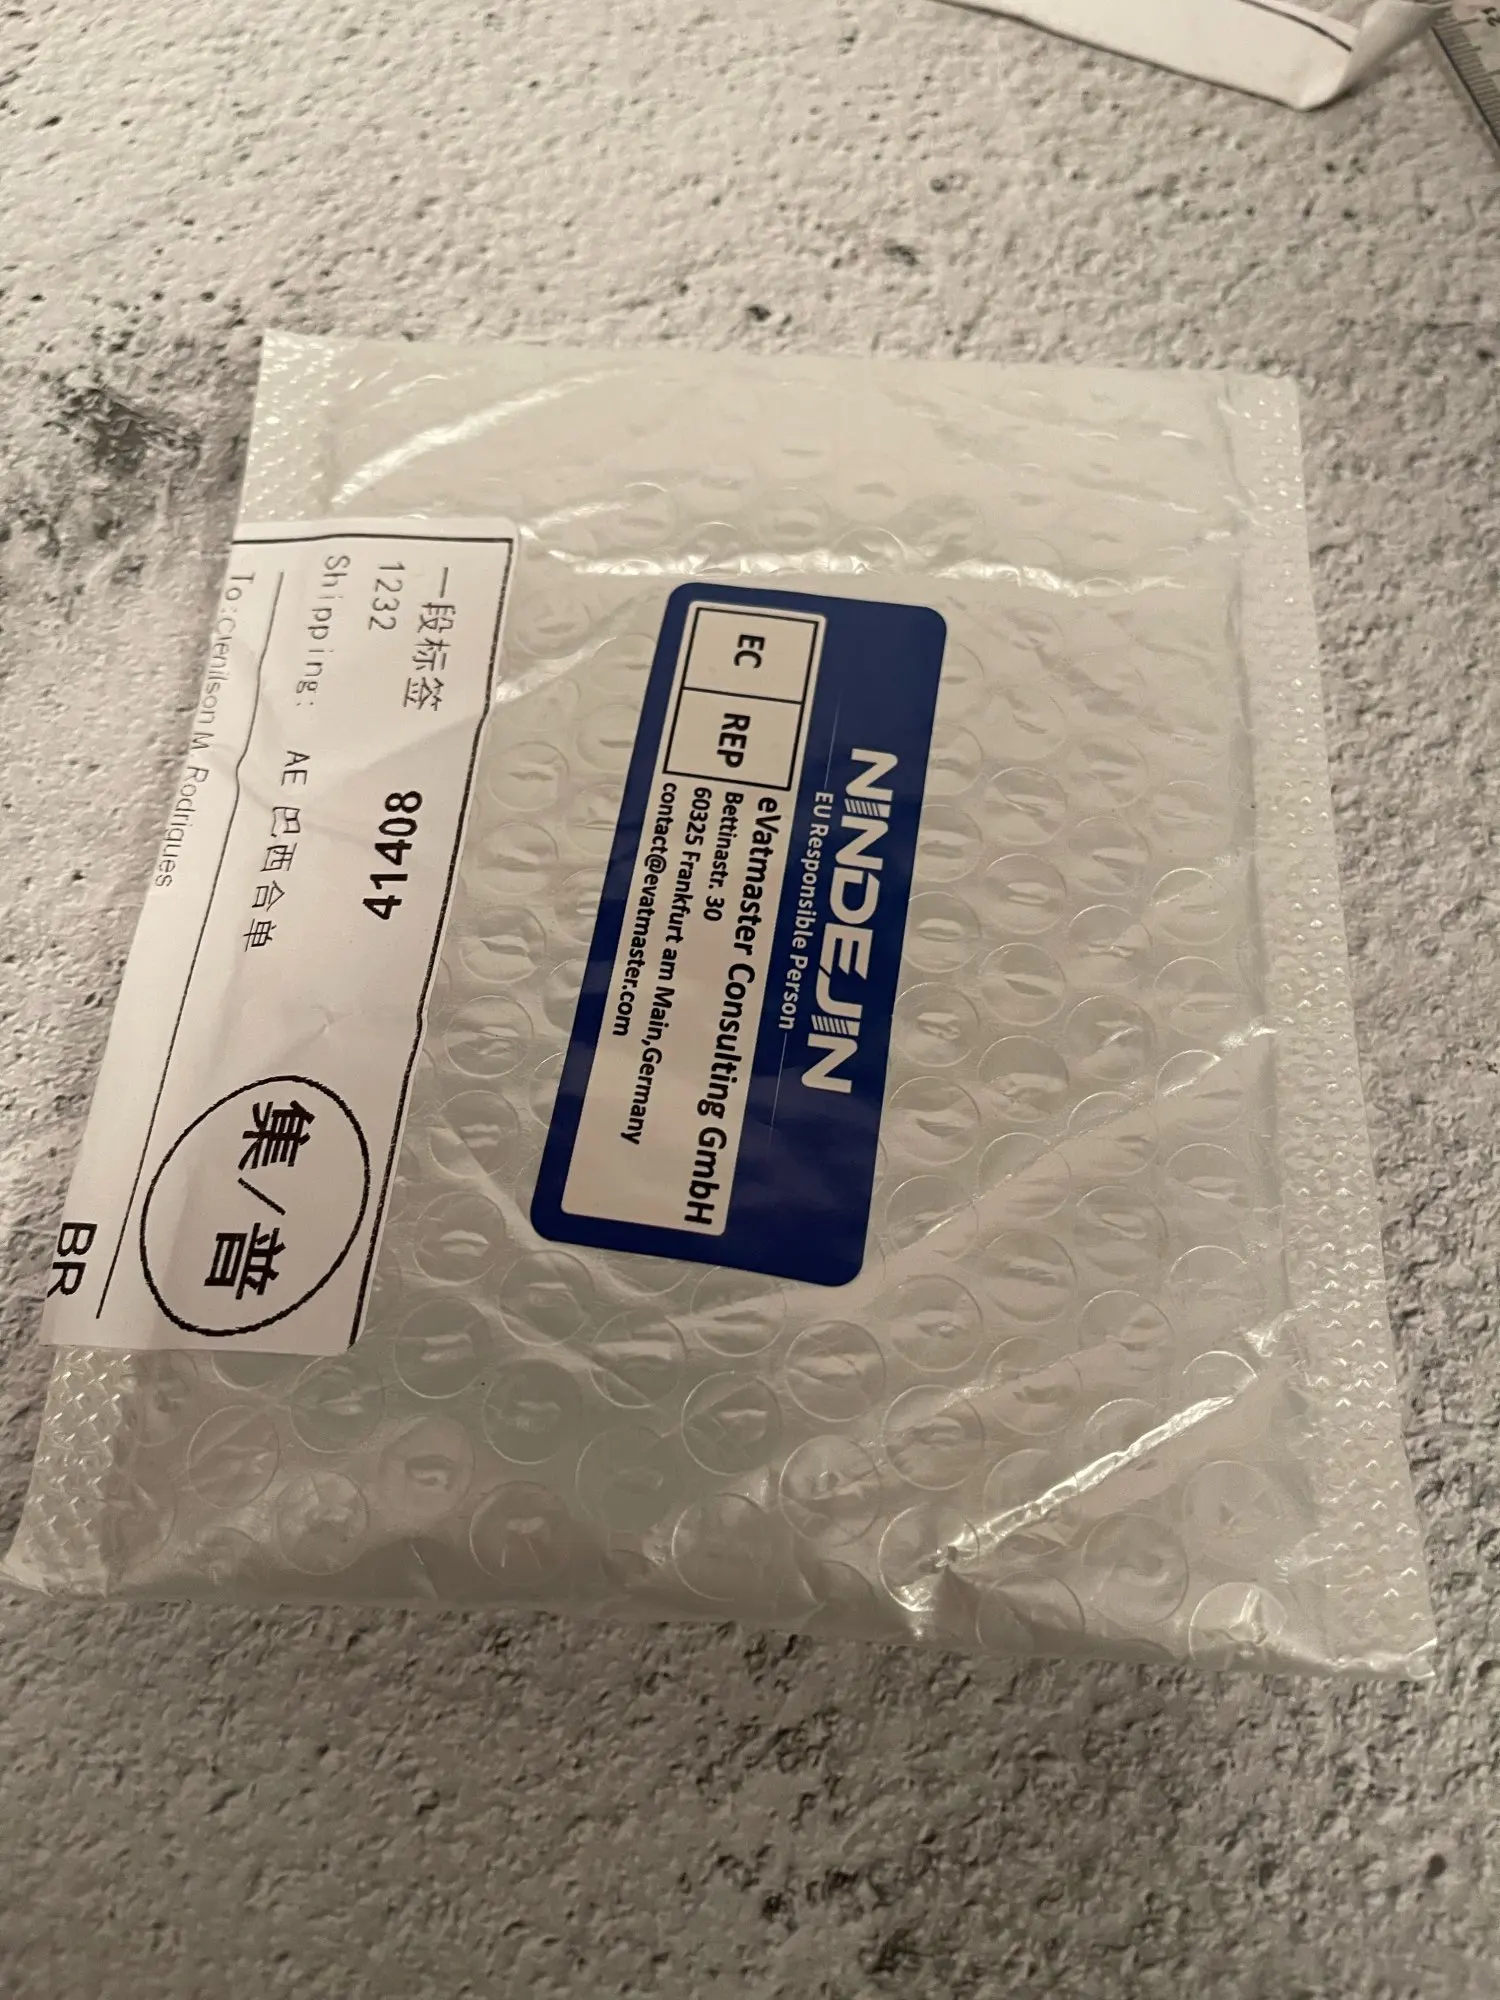 一段标签
1232
41408
Shipping: AE 巴西合单
集/普
To:Clenilson M. Rodrigues
BR
NINDEJIN
EU Responsible Person
EC REP
eVatmaster Consulting GmbH
Bettinastr. 30
60325 Frankfurt am Main,Germany
contact@evatmaster.com